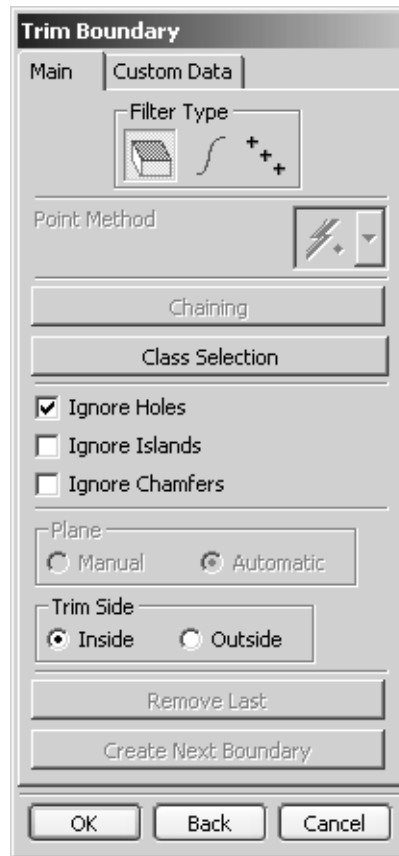 Trim Boundary
Main Custom Data
Filter Type
Point Method
Chaining
Class Selection
Ignore Holes
Ignore Islands
Ignore Chamfers
Plane
Manual Automatic
Trim Side
Inside Outside
Remove Last
Create Next Boundary
OK Back Cancel